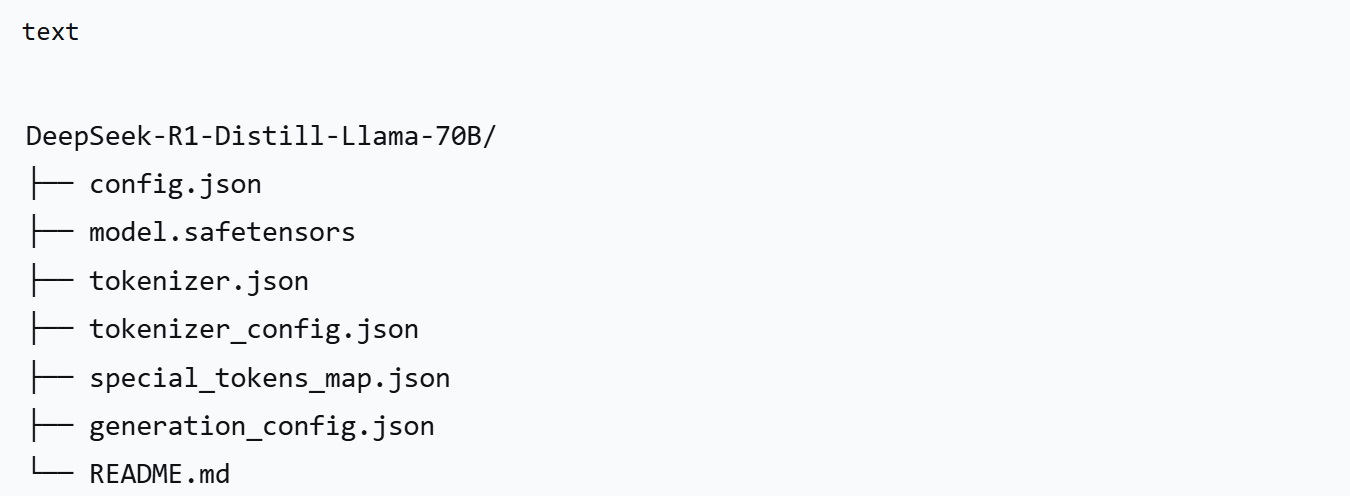 text
DeepSeek-R1-Distill-Llama-70B/
├── config.json
├── model.safetensors
├── tokenizer.json
├── tokenizer_config.json
├── special_tokens_map.json
├── generation_config.json
└── README.md